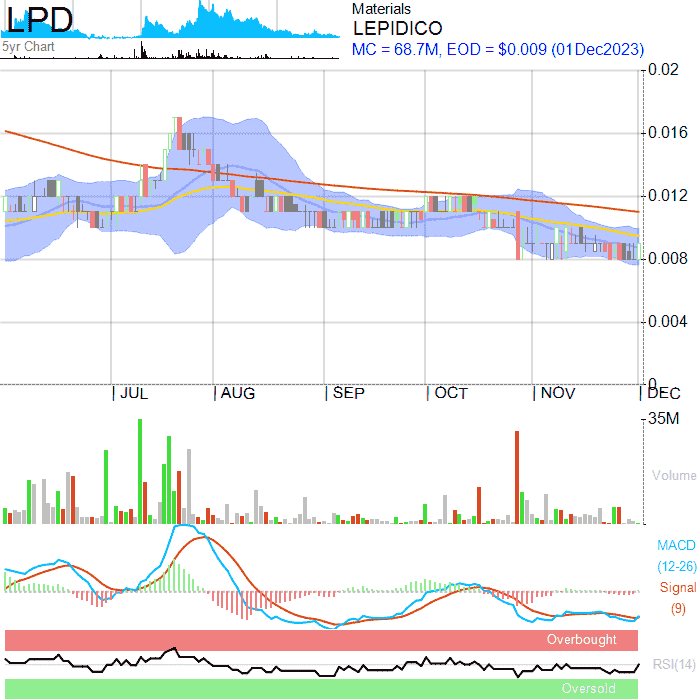 LPD
5yr Chart
Materials
LEPIDICO
MC = 68.7M, EOD = $0.009 (01Dec2023)
0.02
0.016
0.012
0.008
0.004
0
JUL AUG SEP OCT NOV DEC
35M
Volume
MACD
(12-26)
Signal
(9)
Overbought
RSI(14)
Oversold